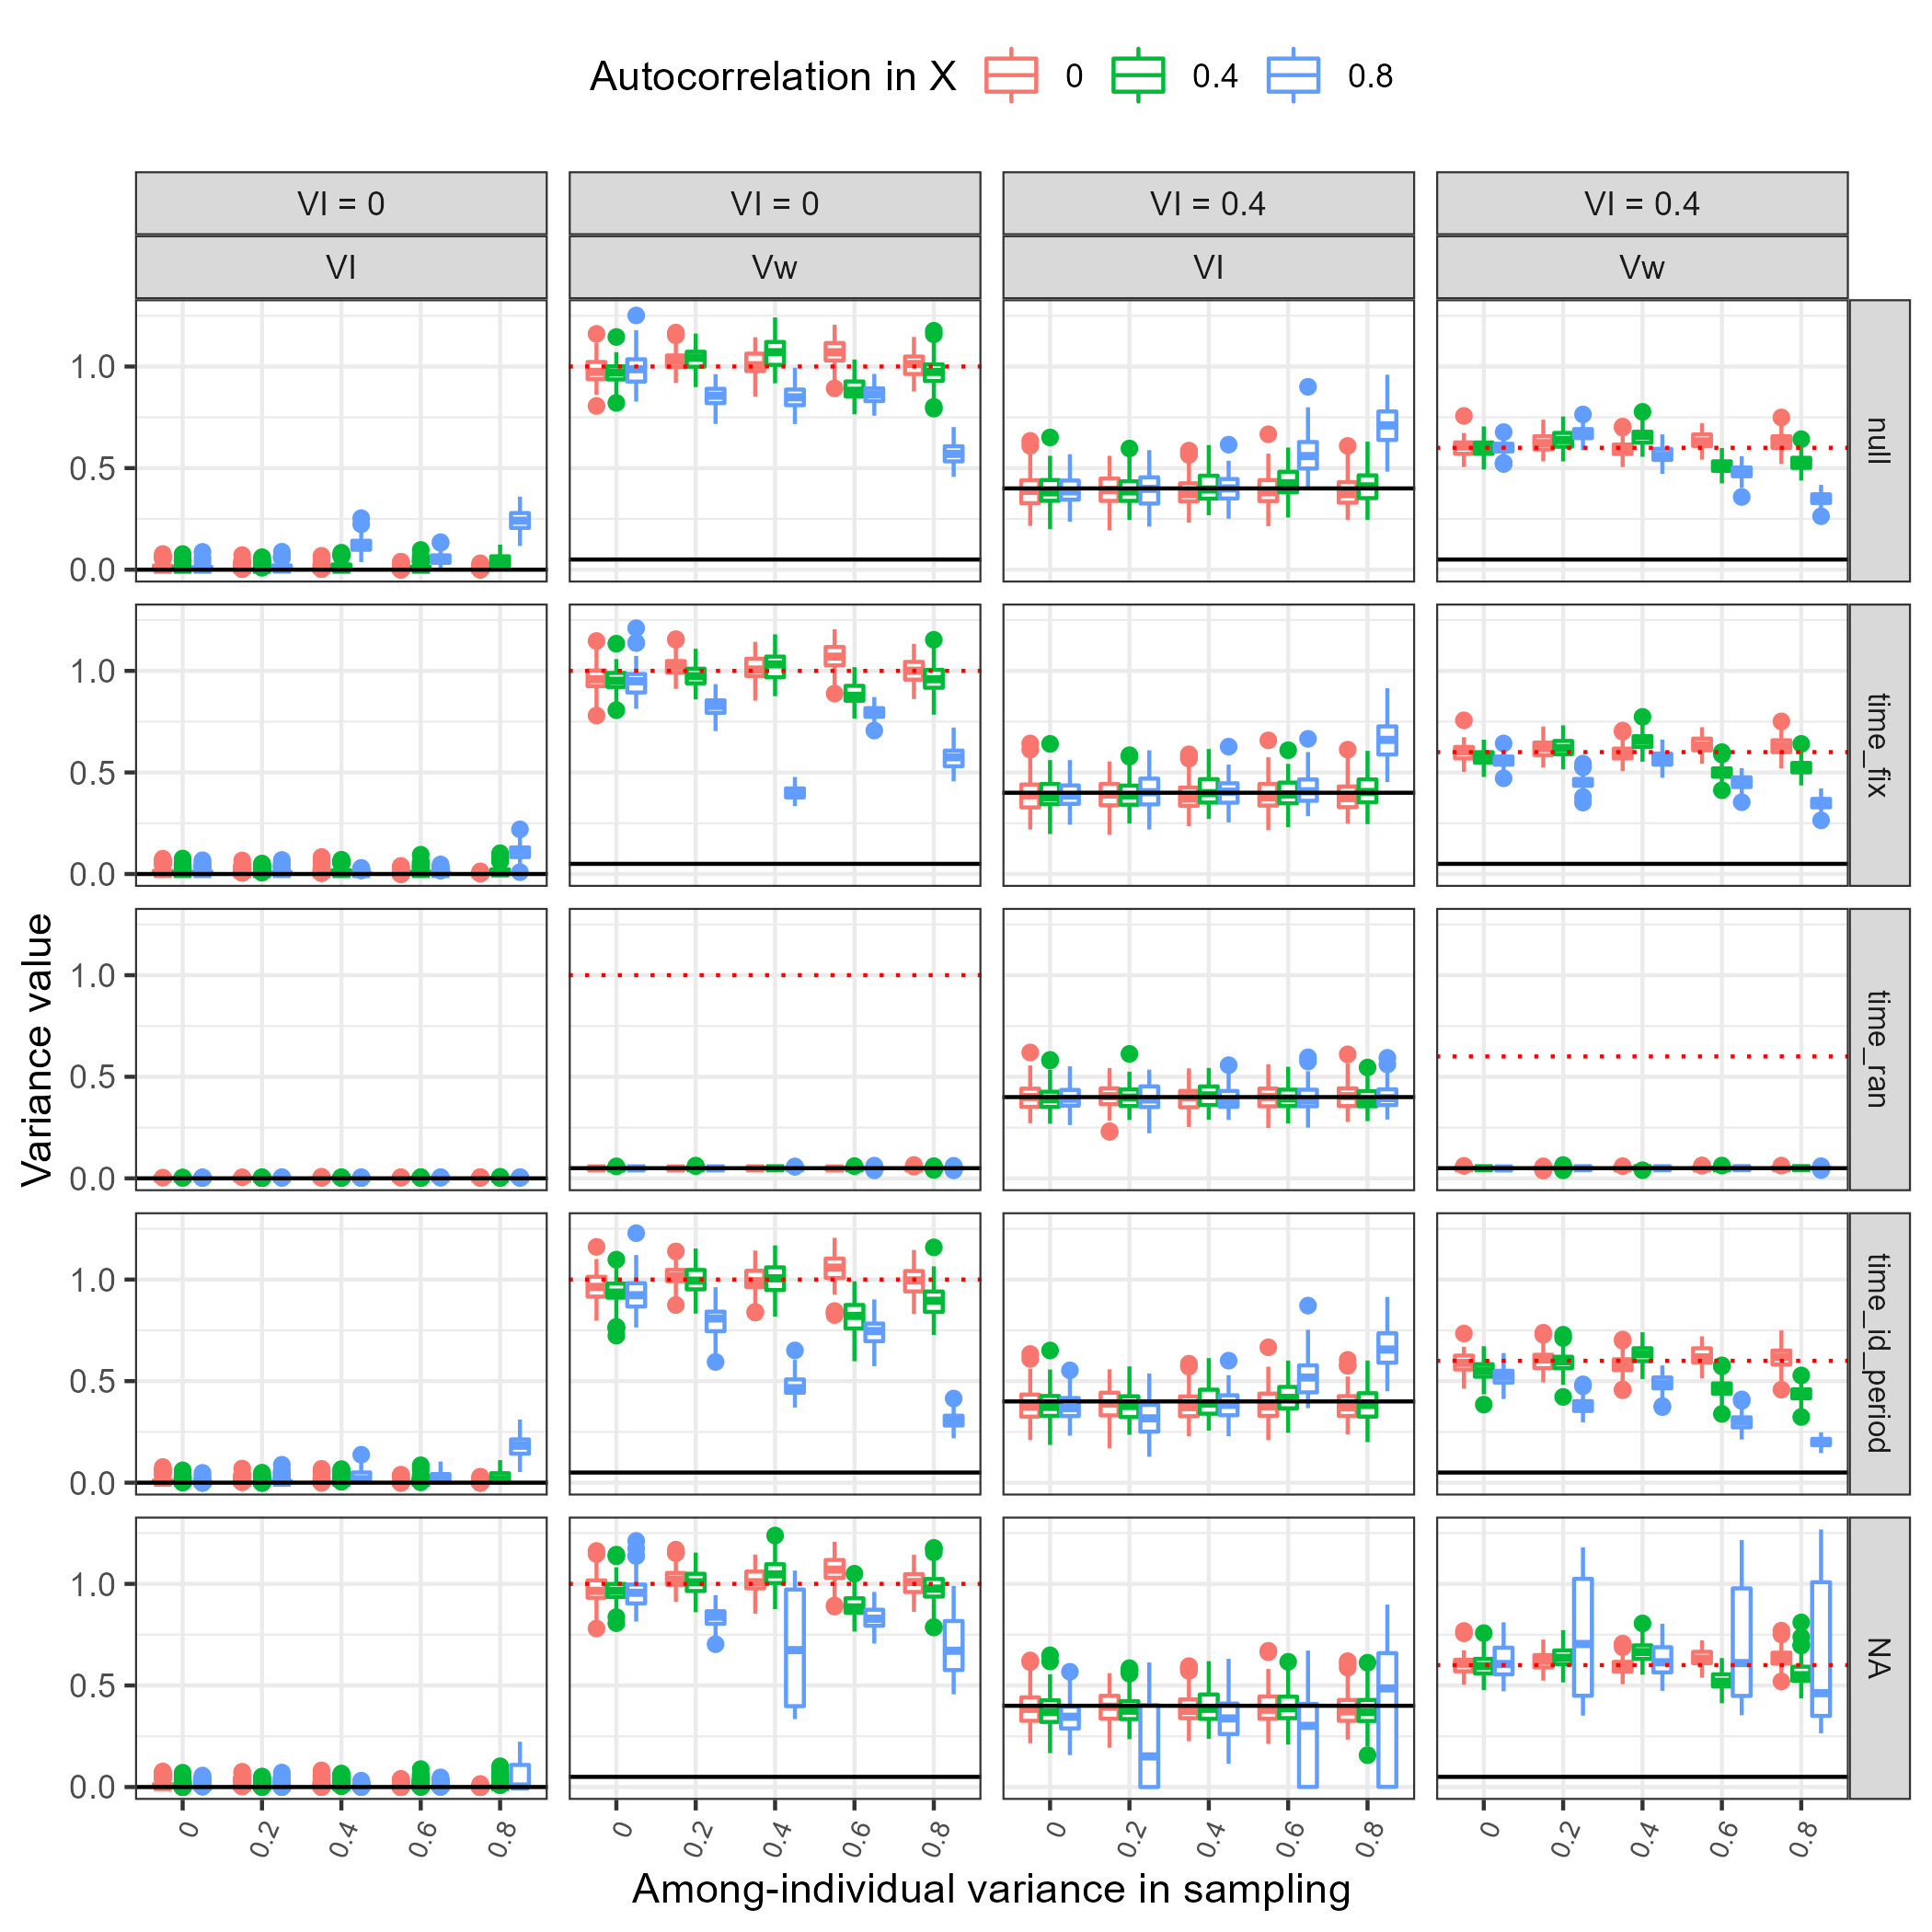 Autocorrelation in X 0 0.4 0.8
VI = 0 VI = 0 VI = 0.4 VI = 0.4
VI Vw VI Vw
1.0
0.5
0.0
null
1.0
0.5
0.0
time_fix
1.0
0.5
0.0
time_ran
1.0
0.5
0.0
time_id_period
1.0
0.5
0.0
NA
Variance value
0 0.2 0.4 0.6 0.8 0 0.2 0.4 0.6 0.8 0 0.2 0.4 0.6 0.8 0 0.2 0.4 0.6 0.8
Among-individual variance in sampling